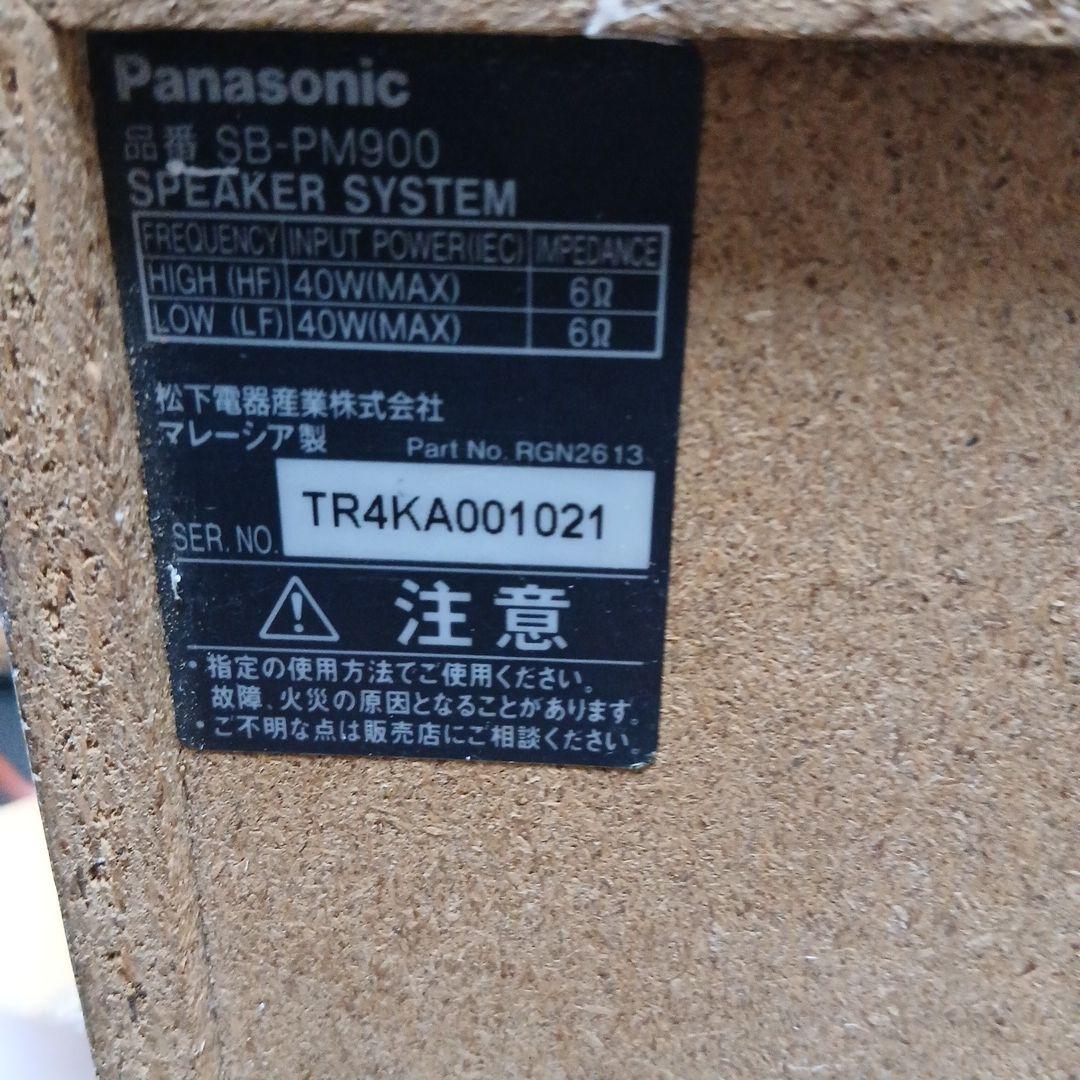 Panasonic
品番 SB-PM900
SPEAKER SYSTEM
FREQUENCY INPUT POWER(IEC) IMPEDANCE
HIGH (HF) 40W(MAX) 6Ω
LOW (LF) 40W(MAX) 6Ω
松下電器産業株式会社
マレーシア製 Part No. RGN2613
SER. NO. TR4KA001021
注意
・指定の使用方法でご使用ください。
故障、火災の原因となることがあります。
・ご不明な点は販売店にご相談ください。